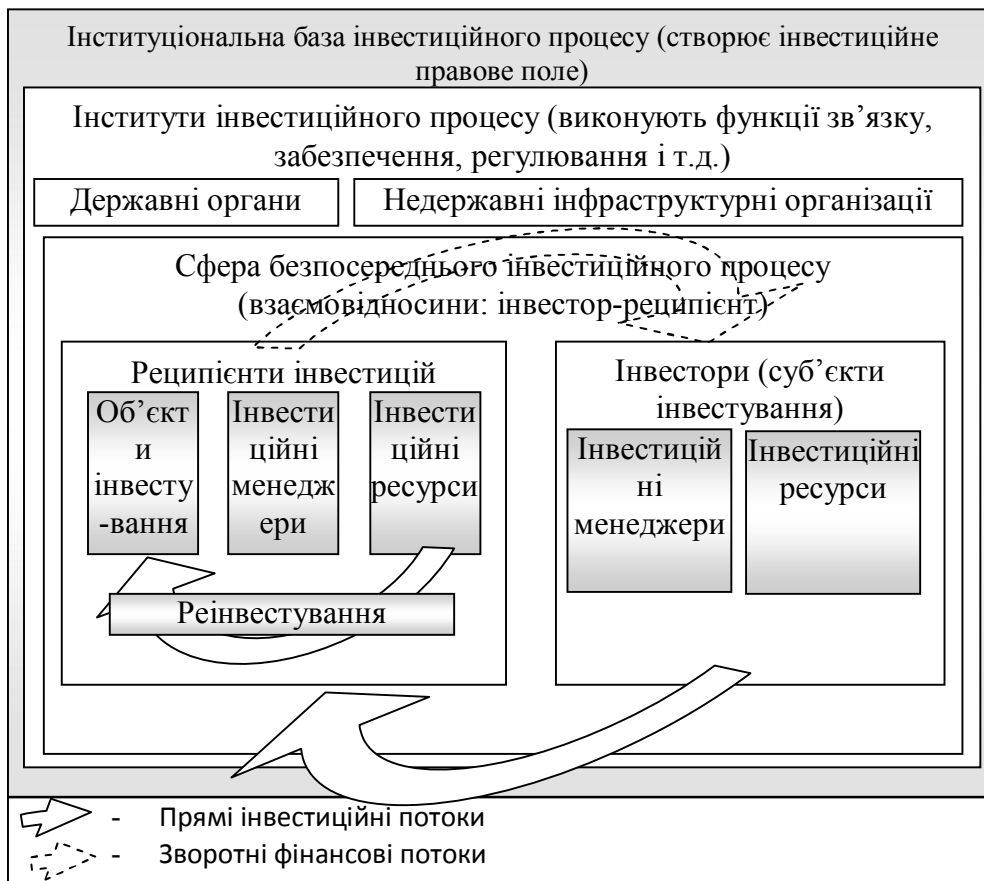 Інституціональна база інвестиційного процесу (створює інвестиційне
правове поле)
Інститути інвестиційного процесу (виконують функції зв’язку,
забезпечення, регулювання і т.д.)
Державні органи
Недержавні інфраструктурні організації
Сфера безпосереднього інвестиційного процесу
(взаємовідносини: інвестор-реципієнт)
Реципієнти інвестицій
Об’єкт
и
інвесту
-вання
Інвести
ційні
менедж
ери
Інвести
ційні
ресурси
Реінвестування
Інвестори (суб’єкти
інвестування)
Інвестицій
ні
менеджери
Інвестиційні
ресурси
- Прямі інвестиційні потоки
- Зворотні фінансові потоки